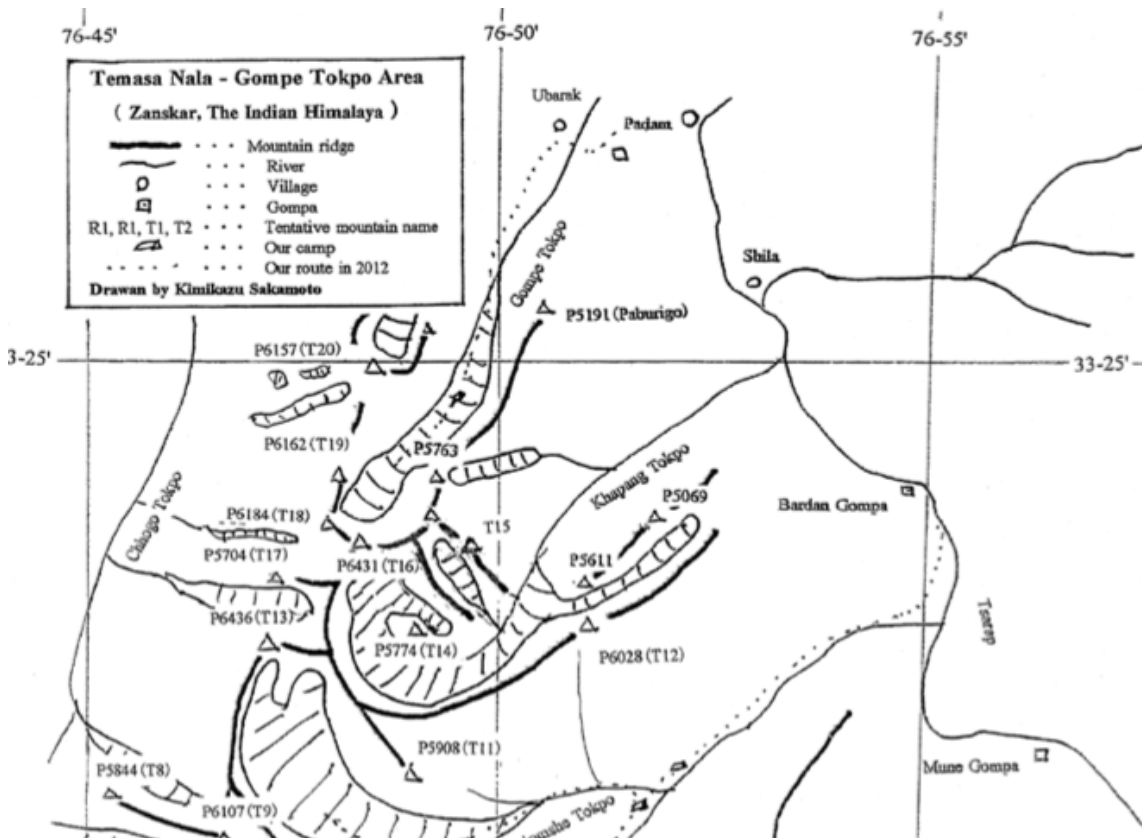 76-45'
76-50'
76-55'
Temasa Nala - Gompe Tokpo Area
( Zanskar, The Indian Himalaya )
· · · Mountain ridge
· · · River
· · · Village
· · · Gompa
R1, R1, T1, T2 · · · Tentative mountain name
· · · Our camp
· · · Our route in 2012
Drawan by Kimikazu Sakamoto
Ubarak
Padam
Gompe Tokpo
Shila
P5191 (Paburigo)
P6157 (T20)
3-25'
33-25'
P6162 (T19)
P5763
Khapang Tokpo
P5069
Bardan Gompa
Chhogo Tokpo
P6184 (T18)
T15
P5704 (T17)
P6431 (T16)
P5611
P6436 (T13)
P5774 (T14)
P6028 (T12)
Tsarap
P5908 (T11)
P5844 (T8)
Mune Gompa
P6107 (T9)
Tokpo